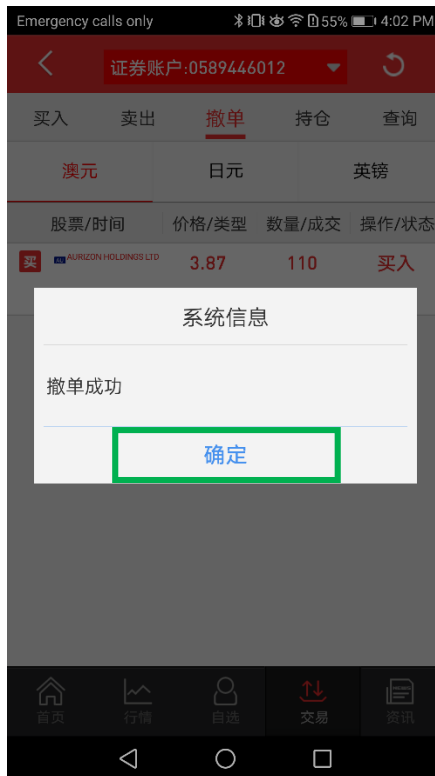 Emergency calls only 55% 4:02 PM
证券账户:0589446012
买入 卖出 撤单 持仓 查询
澳元 日元 英镑
股票/时间 价格/类型 数量/成交 操作/状态
买 AU AURIZON HOLDINGS LTD 3.87 110 买入
系统信息
撤单成功
确定
首页 行情 自选 交易 资讯